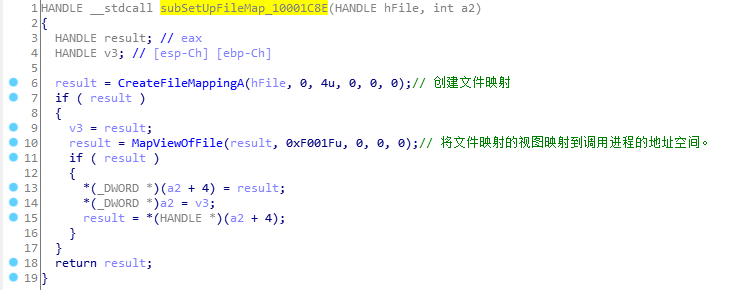 1 HANDLE __stdcall subSetUpFileMap_10001C8E(HANDLE hFile, int a2)
2 {
3   HANDLE result; // eax
4   HANDLE v3; // [esp-Ch] [ebp-Ch]
5
6   result = CreateFileMappingA(hFile, 0, 4u, 0, 0, 0);// 创建文件映射
7   if ( result )
8   {
9     v3 = result;
10     result = MapViewOfFile(result, 0xF001Fu, 0, 0, 0);// 将文件映射的视图映射到调用进程的地址空间。
11     if ( result )
12     {
13       *(_DWORD *)(a2 + 4) = result;
14       *(_DWORD *)a2 = v3;
15       result = *(HANDLE *)(a2 + 4);
16     }
17   }
18   return result;
19 }